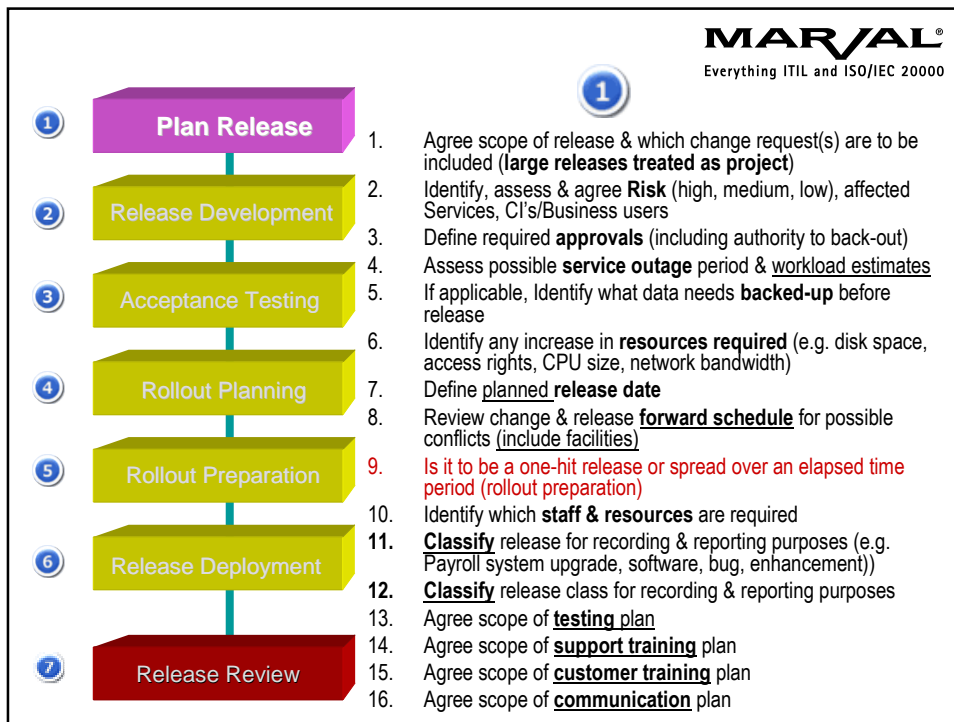 MARVAL®
Everything ITIL and ISO/IEC 20000
1
1
Plan Release
2
Release Development
3
Acceptance Testing
4
Rollout Planning
5
Rollout Preparation
6
Release Deployment
7
Release Review
1. Agree scope of release & which change request(s) are to be
included (large releases treated as project)
2. Identify, assess & agree Risk (high, medium, low), affected
Services, CI's/Business users
3. Define required approvals (including authority to back-out)
4. Assess possible service outage period & workload estimates
5. If applicable, Identify what data needs backed-up before
release
6. Identify any increase in resources required (e.g. disk space,
access rights, CPU size, network bandwidth)
7. Define planned release date
8. Review change & release forward schedule for possible
conflicts (include facilities)
9. Is it to be a one-hit release or spread over an elapsed time
period (rollout preparation)
10. Identify which staff & resources are required
11. Classify release for recording & reporting purposes (e.g.
Payroll system upgrade, software, bug, enhancement))
12. Classify release class for recording & reporting purposes
13. Agree scope of testing plan
14. Agree scope of support training plan
15. Agree scope of customer training plan
16. Agree scope of communication plan